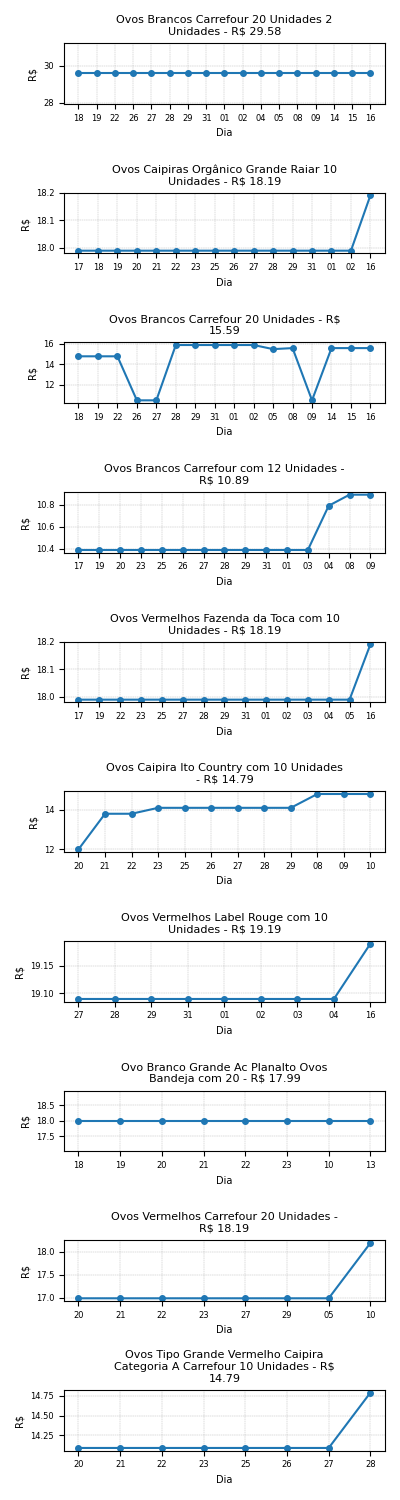 Ovos Brancos Carrefour 20 Unidades 2
Unidades - R$ 29.58
30
28
R$
18 19 22 26 27 28 29 31 01 02 04 05 08 09 14 15 16
Dia
Ovos Caipiras Orgânico Grande Raiar 10
Unidades - R$ 18.19
18.2
18.1
18.0
R$
17 18 19 20 21 22 23 25 26 27 28 29 31 01 02 16
Dia
Ovos Brancos Carrefour 20 Unidades - R$
15.59
16
14
12
R$
18 19 22 26 27 28 29 31 01 02 05 08 09 14 15 16
Dia
Ovos Brancos Carrefour com 12 Unidades -
R$ 10.89
10.8
10.6
10.4
R$
17 19 20 23 25 26 27 28 29 31 01 03 04 08 09
Dia
Ovos Vermelhos Fazenda da Toca com 10
Unidades - R$ 18.19
18.2
18.1
18.0
R$
17 19 22 23 25 27 28 29 31 01 02 03 04 05 16
Dia
Ovos Caipira Ito Country com 10 Unidades
- R$ 14.79
14
12
R$
20 21 22 23 25 26 27 28 29 08 09 10
Dia
Ovos Vermelhos Label Rouge com 10
Unidades - R$ 19.19
19.15
19.10
R$
27 28 29 31 01 02 03 04 16
Dia
Ovo Branco Grande Ac Planalto Ovos
Bandeja com 20 - R$ 17.99
18.5
18.0
17.5
R$
18 19 20 21 22 23 10 13
Dia
Ovos Vermelhos Carrefour 20 Unidades -
R$ 18.19
18.0
17.5
17.0
R$
20 21 22 23 27 29 05 10
Dia
Ovos Tipo Grande Vermelho Caipira
Categoria A Carrefour 10 Unidades - R$
14.79
14.75
14.50
14.25
R$
20 21 22 23 25 26 27 28
Dia